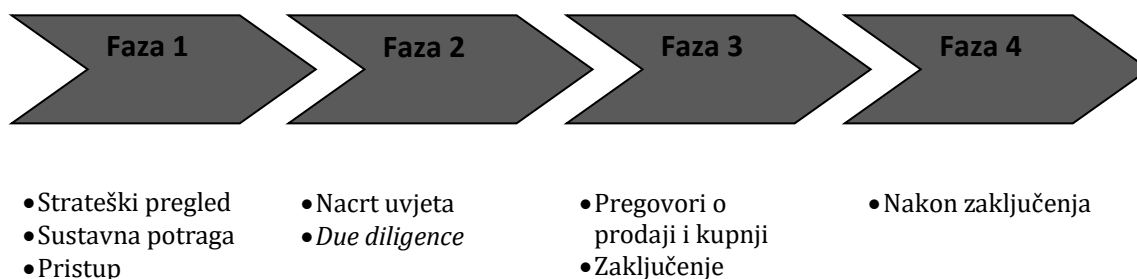 Faza 1
Faza 2
Faza 3
Faza 4
•Strateški pregled
•Sustavna potraga
•Pristup
•Nacrt uvjeta
•Due diligence
•Pregovori o
prodaji i kupnji
•Zaključenje
•Nakon zaključenja